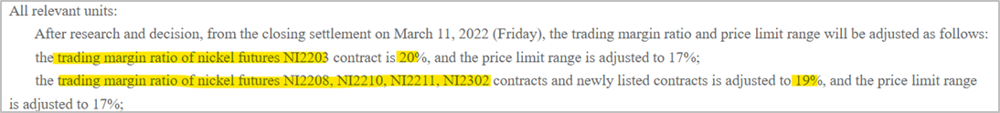 All relevant units:
After research and decision, from the closing settlement on March 11, 2022 (Friday), the trading margin ratio and price limit range will be adjusted as follows:
the trading margin ratio of nickel futures NI2203 contract is 20%, and the price limit range is adjusted to 17%;
the trading margin ratio of nickel futures NI2208, NI2210, NI2211, NI2302 contracts and newly listed contracts is adjusted to 19%, and the price limit range
is adjusted to 17%;